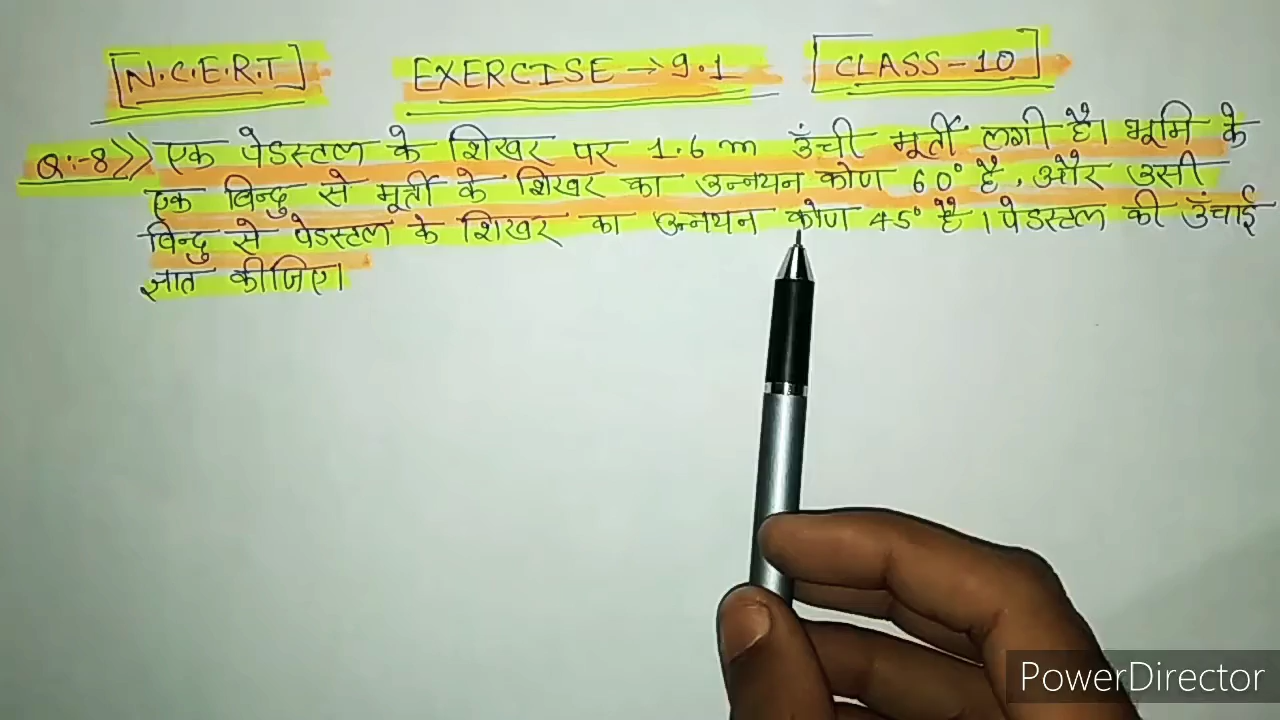 [N.C.E.R.T] EXERCISE → 9.1 [CLASS-10]
Q:-8>> एक पेडस्टल के शिखर पर 1.6 m उँची मूर्ती लगी है। भूमि के
एक बिन्दु से मूर्ती के शिखर का उन्नयन कोण 60° है, और उसी
बिन्दु से पेडस्टल के शिखर का उन्नयन कोण 45° है। पेडस्टल की उँचाई
ज्ञात कीजिए।
PowerDirector